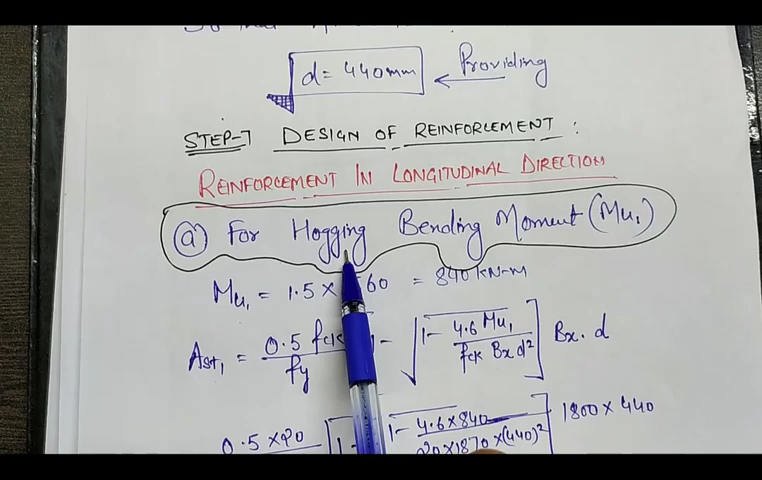 d = 440mm ← Providing
STEP-7 DESIGN OF REINFORCEMENT :
REINFORCEMENT IN LONGITUDINAL DIRECTION
(a) For Hogging Bending Moment (Mu₁)
Mu₁ = 1.5 × 560 = 840 KN-m
Ast₁ = 0.5 fck / fy [1 - √(1 - 4.6 Mu₁ / fck Bx d²)] Bx. d
0.5 × 20 [1 - √(1 - 4.6 × 840 / 20 × 1870 × (440)²)] 1800 × 440